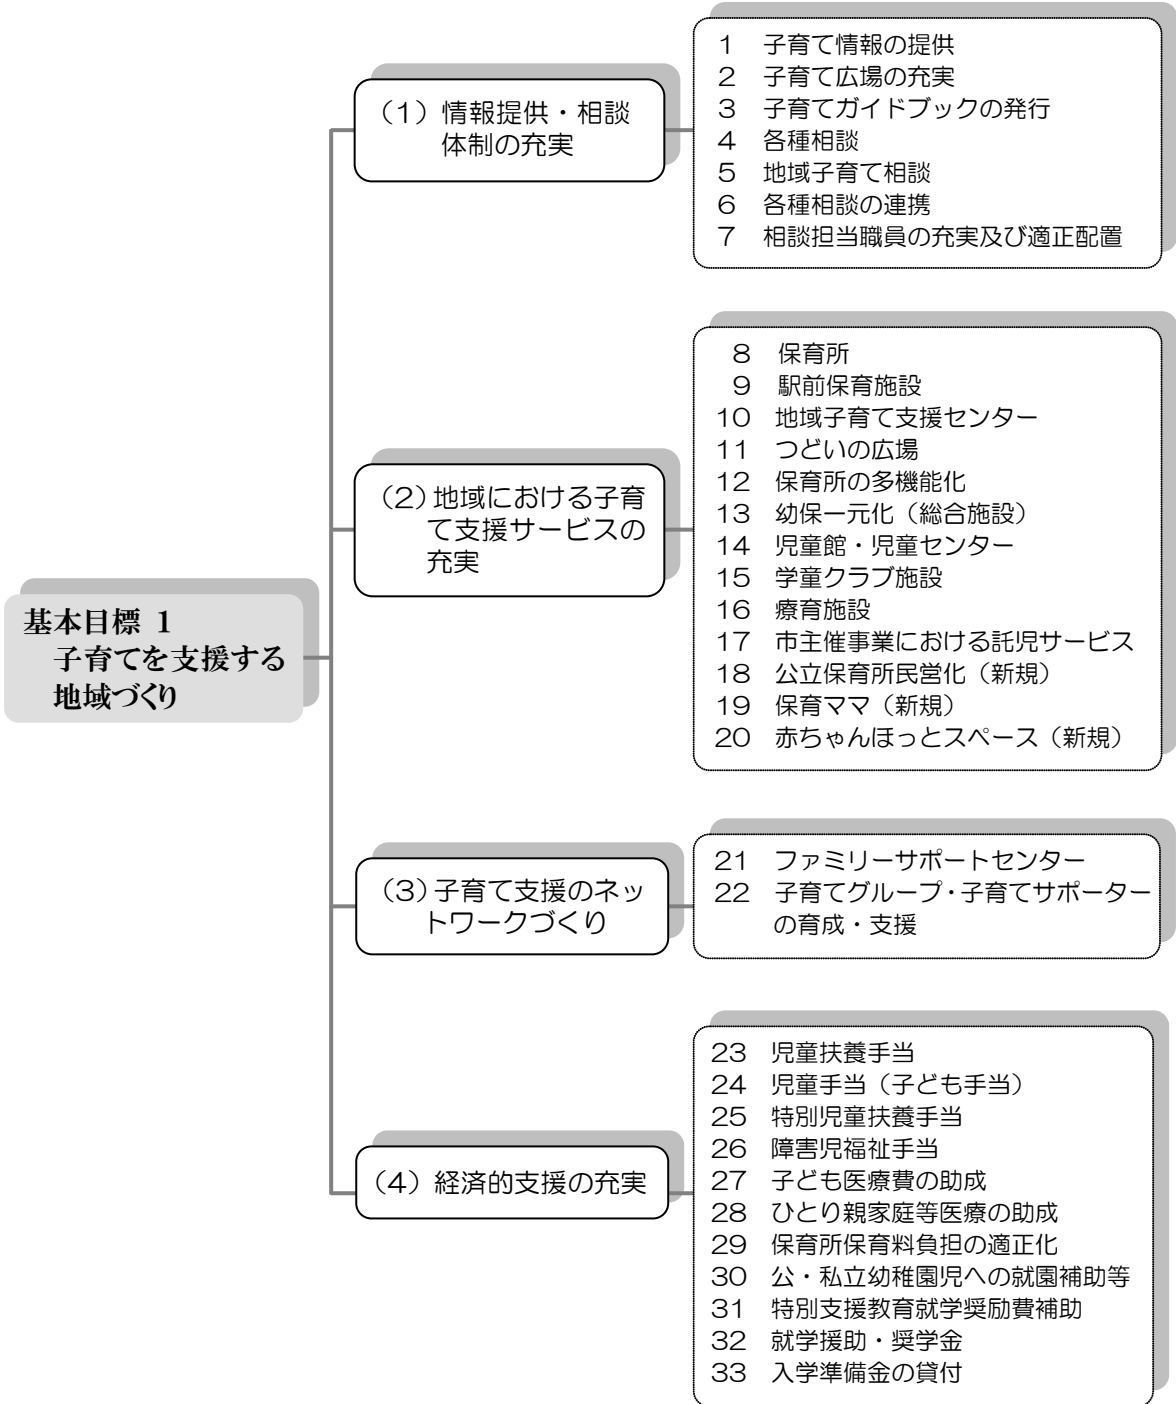 基本目標 1
子育てを支援する
地域づくり
(1) 情報提供・相談
体制の充実
1 子育て情報の提供
2 子育て広場の充実
3 子育てガイドブックの発行
4 各種相談
5 地域子育て相談
6 各種相談の連携
7 相談担当職員の充実及び適正配置
(2) 地域における子育
て支援サービスの
充実
8 保育所
9 駅前保育施設
10 地域子育て支援センター
11 つどいの広場
12 保育所の多機能化
13 幼保一元化（総合施設）
14 児童館・児童センター
15 学童クラブ施設
16 療育施設
17 市主催事業における託児サービス
18 公立保育所民営化（新規）
19 保育ママ（新規）
20 赤ちゃんほっとスペース（新規）
(3) 子育て支援のネッ
トワークづくり
21 ファミリーサポートセンター
22 子育てグループ・子育てサポーター
の育成・支援
(4) 経済的支援の充実
23 児童扶養手当
24 児童手当（子ども手当）
25 特別児童扶養手当
26 障害児福祉手当
27 子ども医療費の助成
28 ひとり親家庭等医療の助成
29 保育所保育料負担の適正化
30 公・私立幼稚園児への就園補助等
31 特別支援教育就学奨励費補助
32 就学援助・奨学金
33 入学準備金の貸付